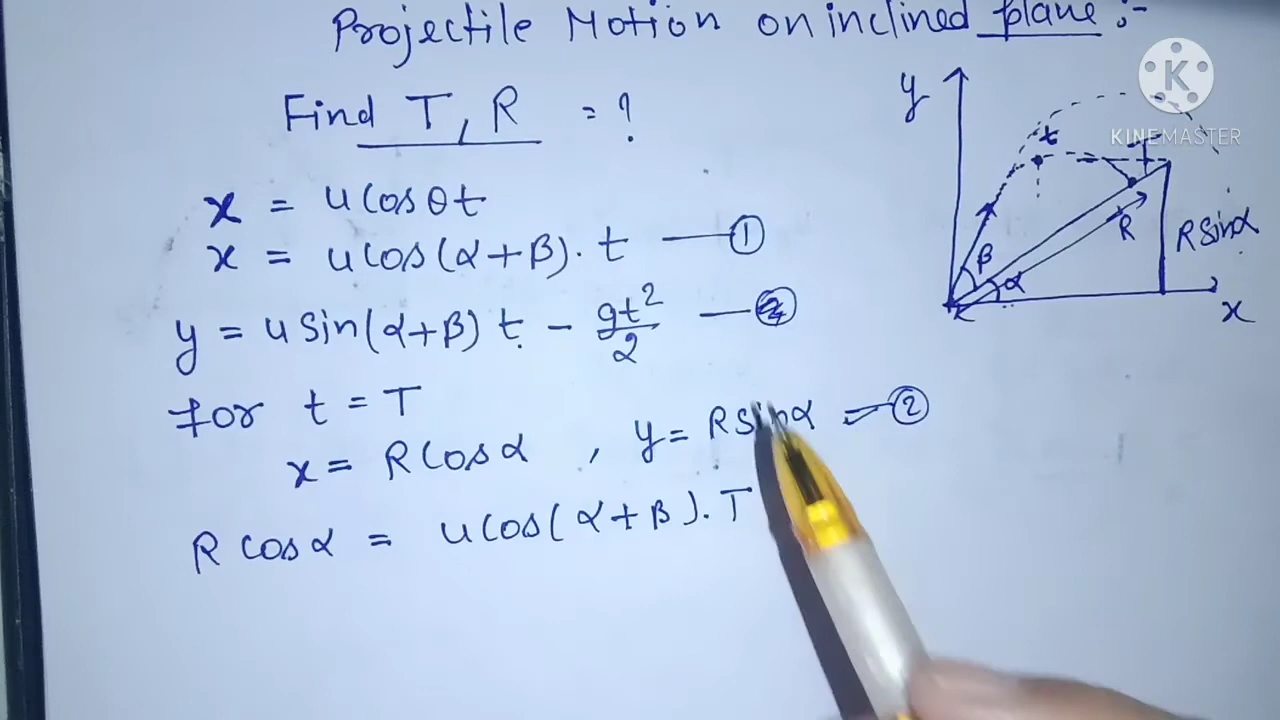 Projectile Motion on inclined plane :-
Find T, R = ?
x = u cos θt
x = u cos(α+β). t — ①
y = u sin(α+β) t - gt²/2 —
for t = T
x = R cos α , y = R sin α — ②
R cos α = u cos(α+β). T
y
K
KINEMASTER
t
T
R
R sin α
β
α
x